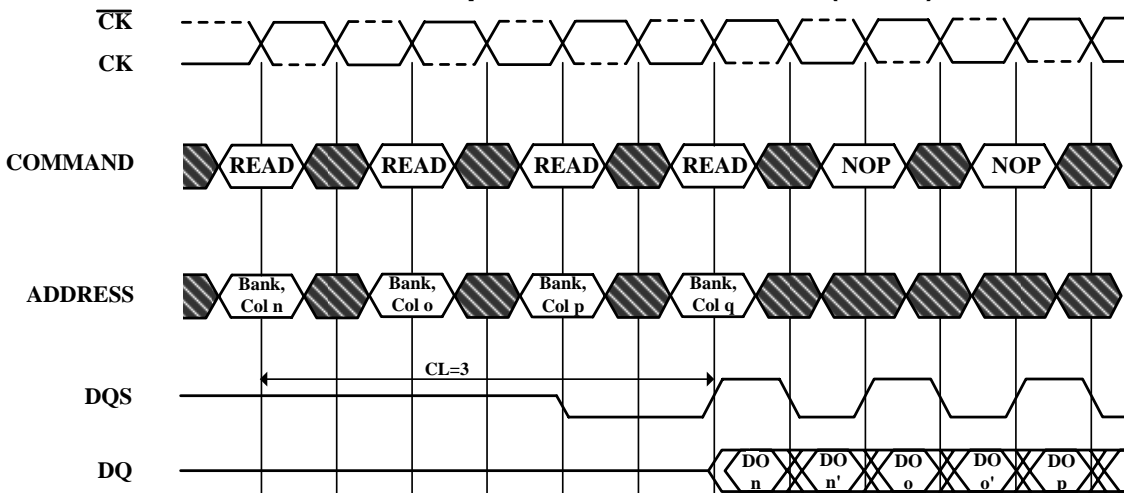 CK
CK
COMMAND
READ READ READ READ NOP NOP
ADDRESS
Bank, Col n
Bank, Col o
Bank, Col p
Bank, Col q
CL=3
DQS
DQ
DO n
DO n'
DO o
DO o'
DO p